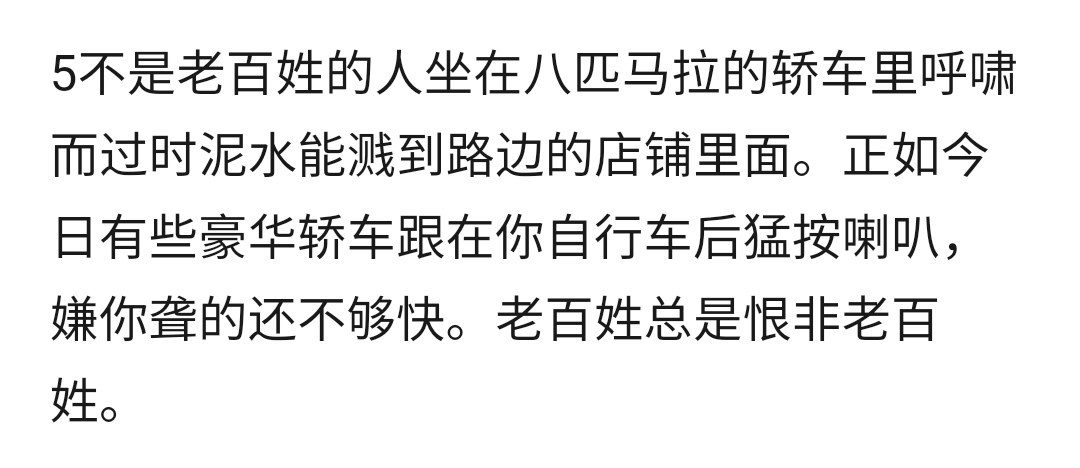 5不是老百姓的人坐在八匹马拉的轿车里呼啸
而过时泥水能溅到路边的店铺里面。正如今
日有些豪华轿车跟在你自行车后猛按喇叭，
嫌你聋的还不够快。老百姓总是恨非老百
姓。